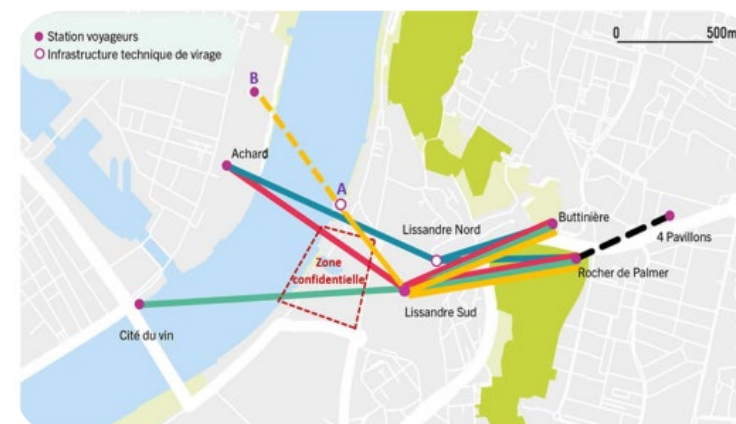 Station voyageurs
Infrastructure technique de virage
0 500m
B
Achard
A
Lissandre Nord
Buttinière
4 Pavillons
Zone
confidentielle
Rocher de Palmer
Lissandre Sud
Cité du vin